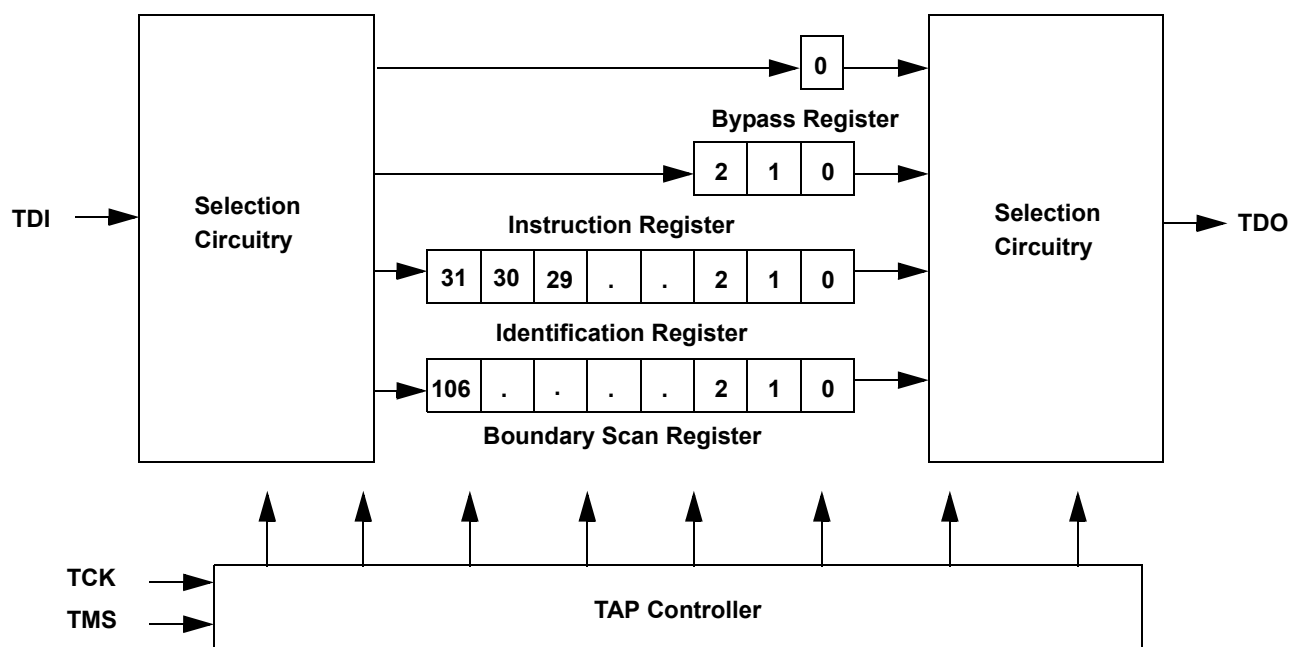 0
Bypass Register
2 1 0
Selection
Circuitry
Selection
Circuitry
TDI
TDO
Instruction Register
31 30 29 . . 2 1 0
Identification Register
106 . . . . 2 1 0
Boundary Scan Register
TCK
TMS
TAP Controller